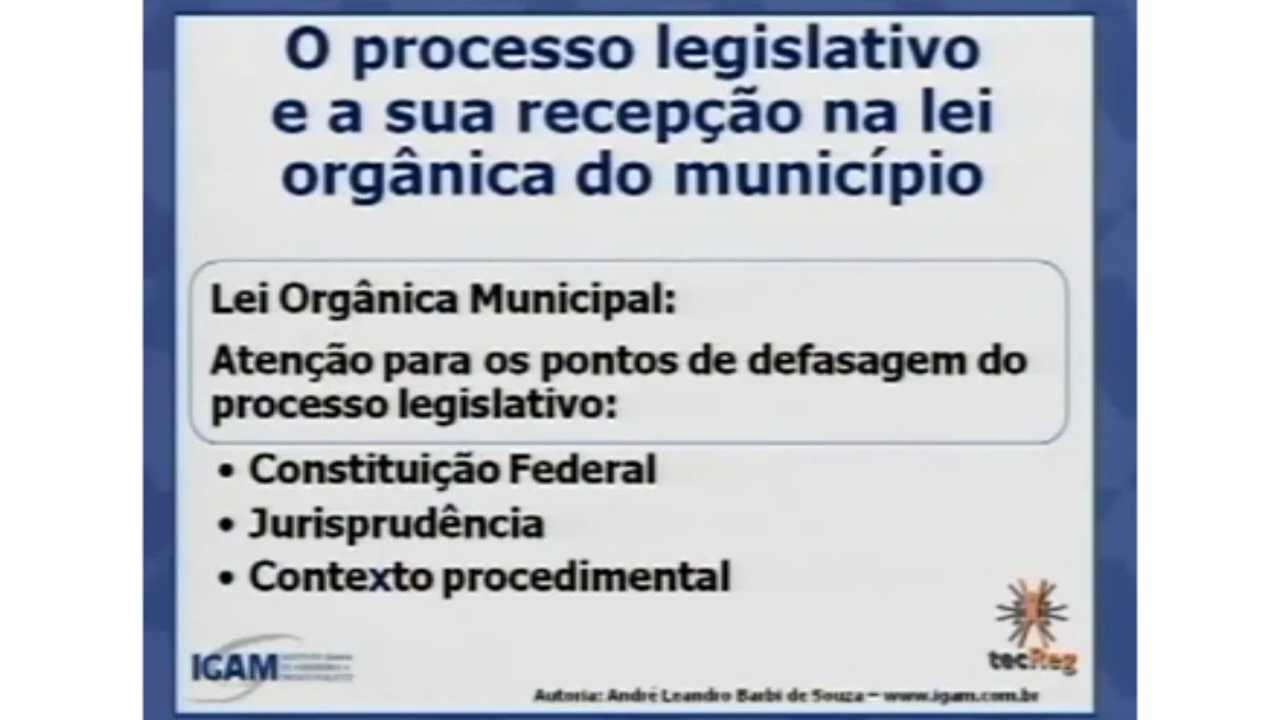 O processo legislativo
e a sua recepção na lei
orgânica do município
Lei Orgânica Municipal:
Atenção para os pontos de defasagem do
processo legislativo:
• Constituição Federal
• Jurisprudência
• Contexto procedimental
IGAM
tecReg
Autoria: André Leandro Barbi de Souza – www.igam.com.br